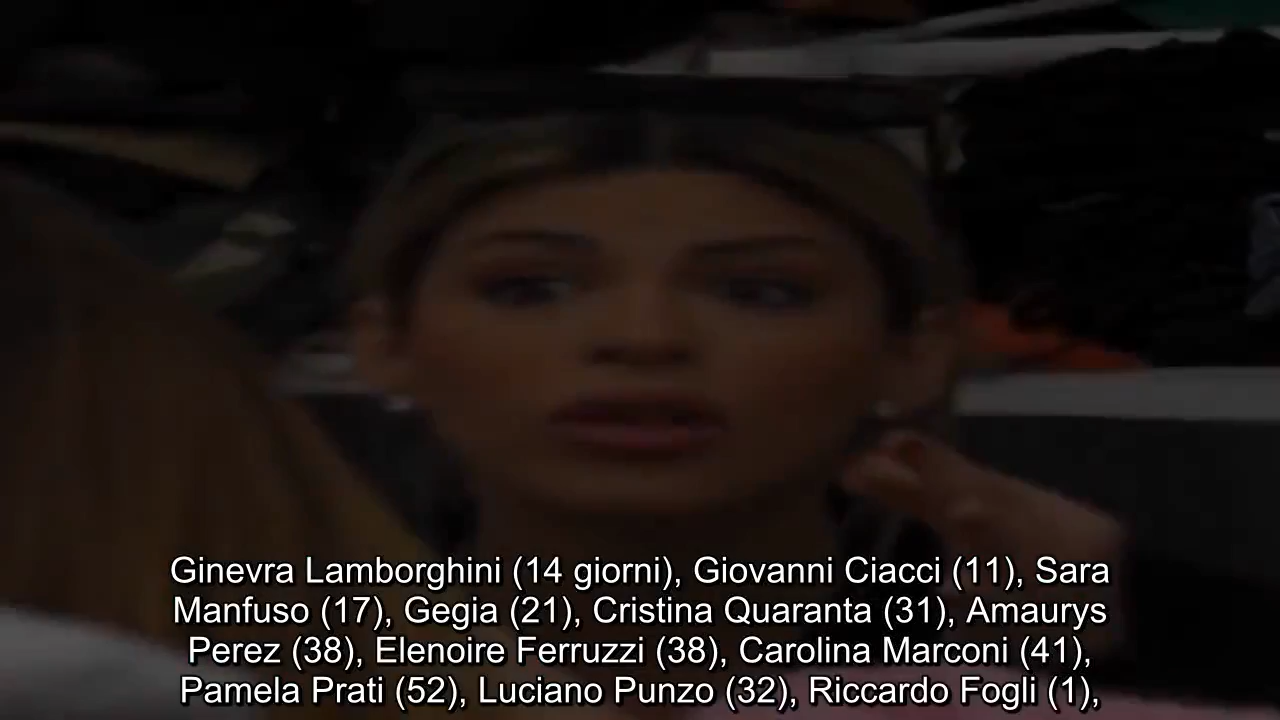 Ginevra Lamborghini (14 giorni), Giovanni Ciacci (11), Sara
Manfuso (17), Gegia (21), Cristina Quaranta (31), Amaurys
Perez (38), Elenoire Ferruzzi (38), Carolina Marconi (41),
Pamela Prati (52), Luciano Punzo (32), Riccardo Fogli (1),